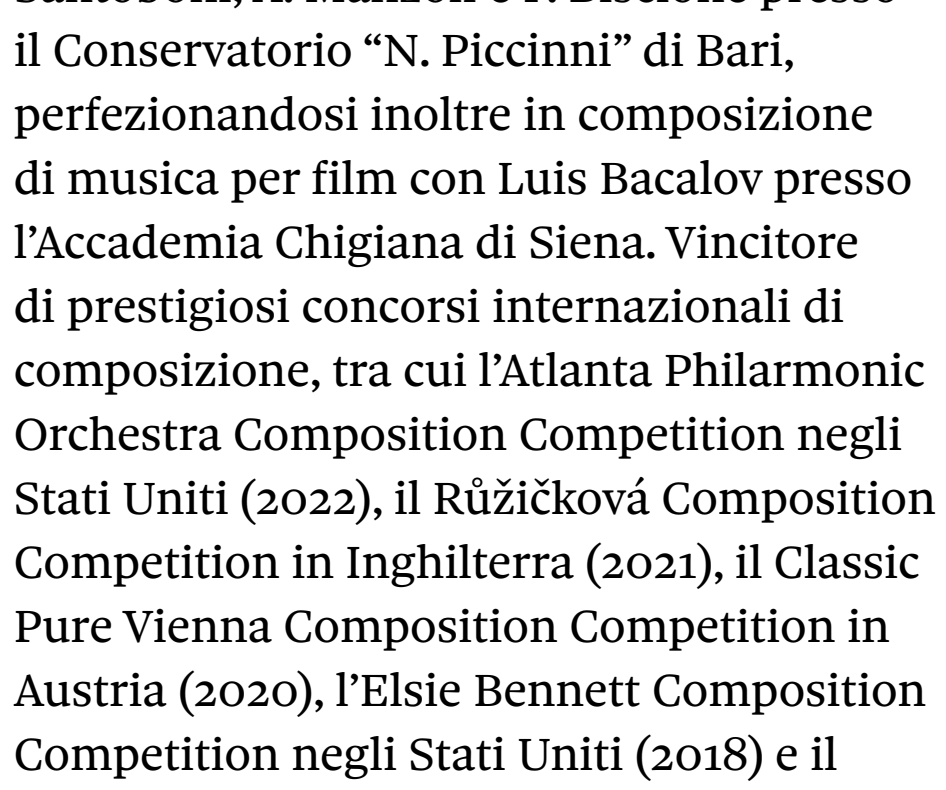 il Conservatorio “N. Piccinni” di Bari,
perfezionandosi inoltre in composizione
di musica per film con Luis Bacalov presso
l’Accademia Chigiana di Siena. Vincitore
di prestigiosi concorsi internazionali di
composizione, tra cui l’Atlanta Philarmonic
Orchestra Composition Competition negli
Stati Uniti (2022), il Růžičková Composition
Competition in Inghilterra (2021), il Classic
Pure Vienna Composition Competition in
Austria (2020), l’Elsie Bennett Composition
Competition negli Stati Uniti (2018) e il